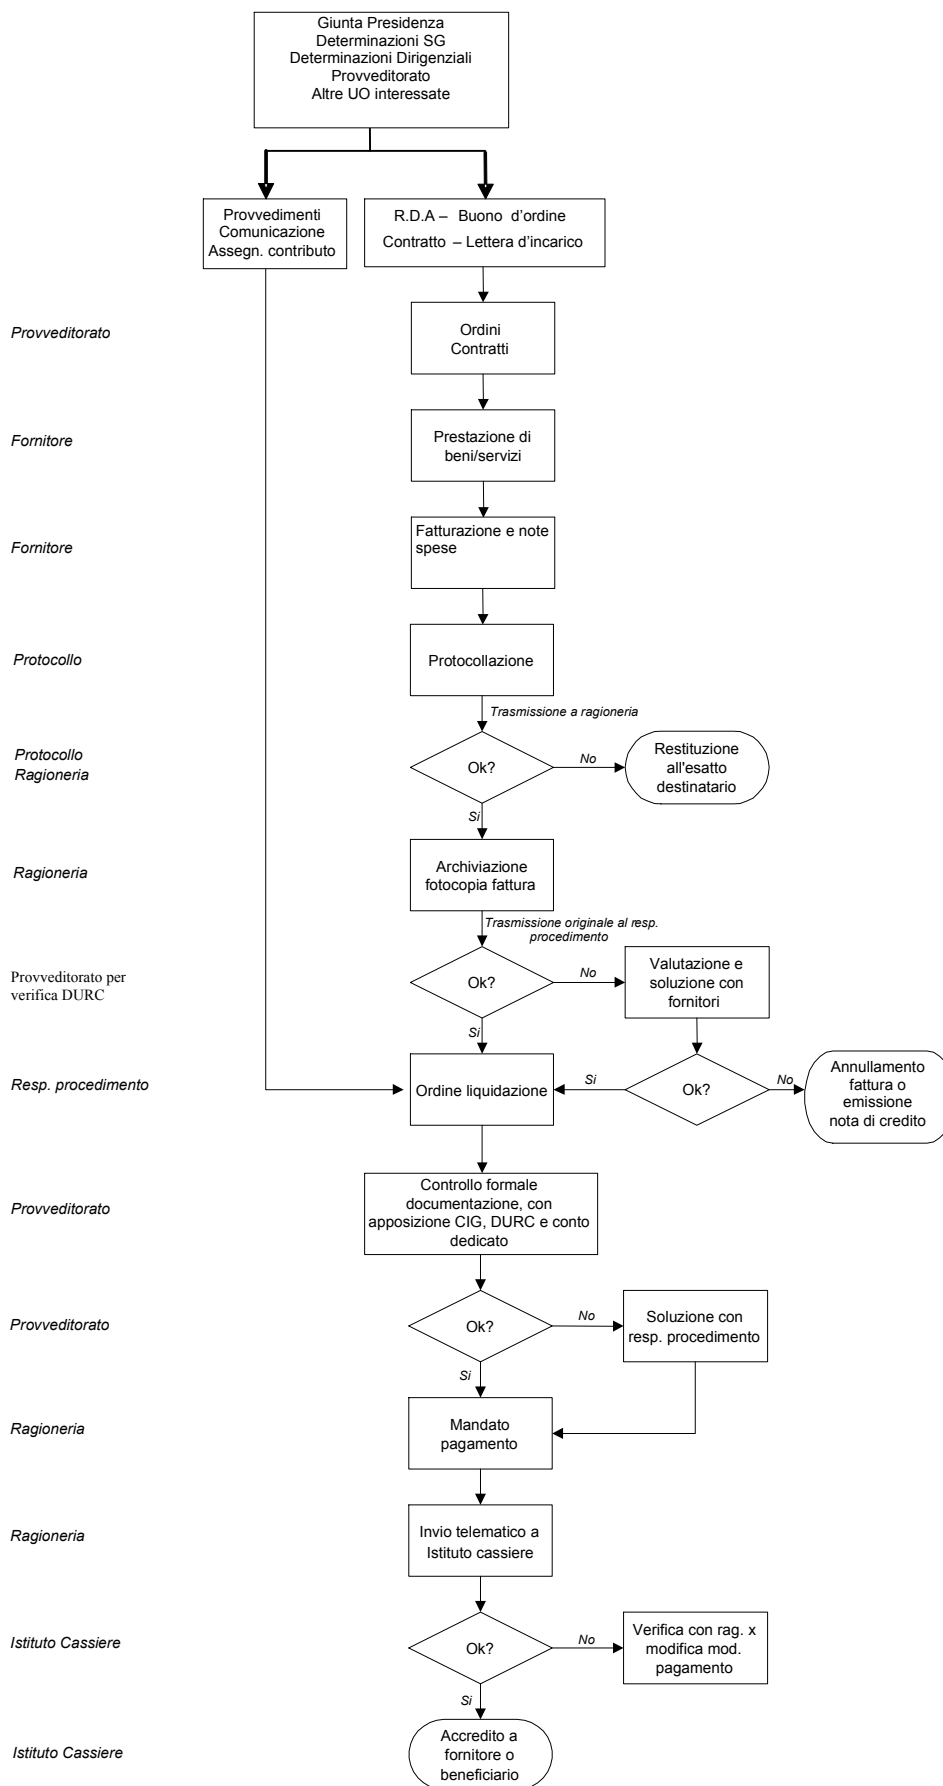 Giunta Presidenza
Determinazioni SG
Determinazioni Dirigenziali
Provveditorato
Altre UO interessate
Provvedimenti
Comunicazione
Assegn. contributo
R.D.A – Buono d'ordine
Contratto – Lettera d'incarico
Provveditorato
Ordini
Contratti
Fornitore
Prestazione di
beni/servizi
Fornitore
Fatturazione e note
spese
Protocollo
Protocollazione
Trasmissione a ragioneria
Protocollo
Ragioneria
Ok?
No
Restituzione
all'esatto
destinatario
Si
Ragioneria
Archiviazione
fotocopia fattura
Trasmissione originale al resp.
procedimento
Provveditorato per
verifica DURC
Ok?
No
Valutazione e
soluzione con
fornitori
Si
Resp. procedimento
Ordine liquidazione
Si
Ok?
No
Annullamento
fattura o
emissione
nota di credito
Provveditorato
Controllo formale
documentazione, con
apposizione CIG, DURC e conto
dedicato
Provveditorato
Ok?
No
Soluzione con
resp. procedimento
Si
Ragioneria
Mandato
pagamento
Ragioneria
Invio telematico a
Istituto cassiere
Istituto Cassiere
Ok?
No
Verifica con rag. x
modifica mod.
pagamento
Si
Istituto Cassiere
Accredito a
fornitore o
beneficiario